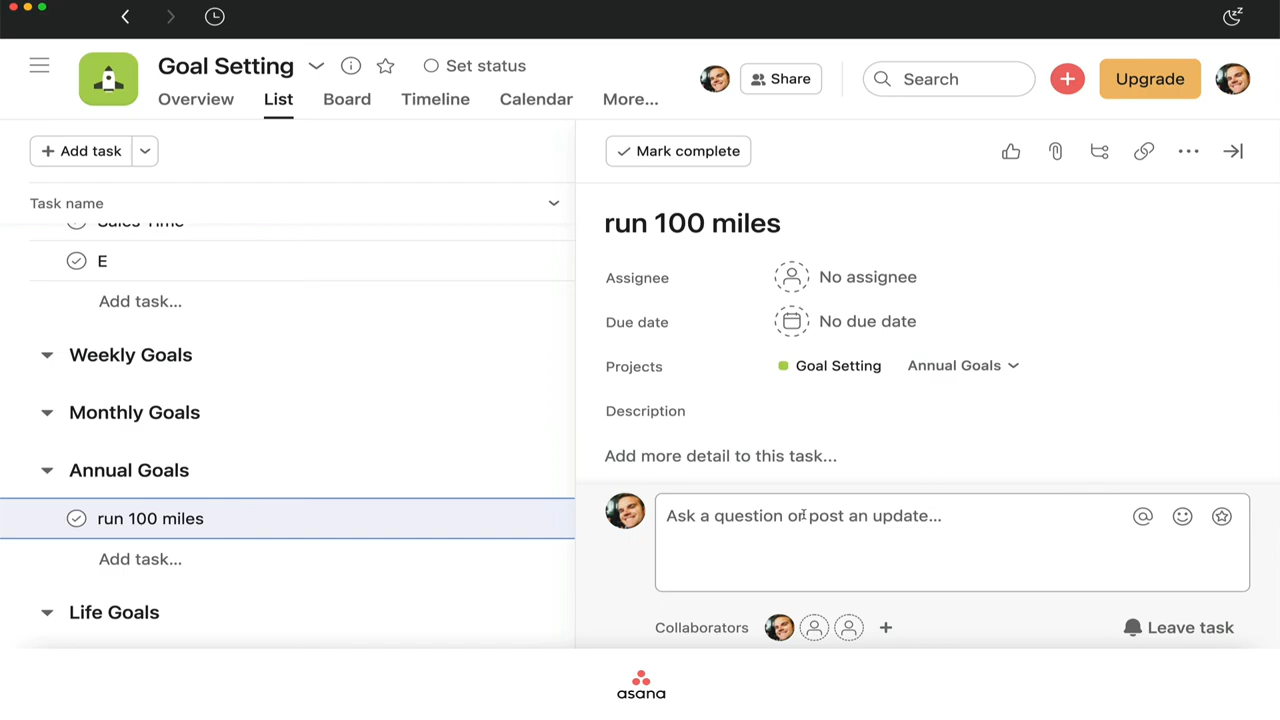 Goal Setting
Set status
Overview
List
Board
Timeline
Calendar
More...
Share
Search
Upgrade
Add task
Mark complete
Task name
Sales Time
E
Add task...
Weekly Goals
Monthly Goals
Annual Goals
run 100 miles
Add task...
Life Goals
run 100 miles
Assignee
No assignee
Due date
No due date
Projects
Goal Setting
Annual Goals
Description
Add more detail to this task...
Ask a question or post an update...
Collaborators
Leave task
asana